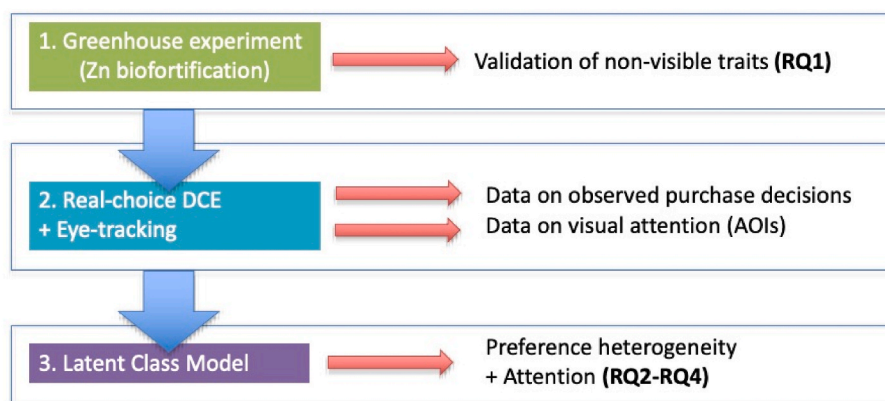 1. Greenhouse experiment
(Zn biofortification)
Validation of non-visible traits (RQ1)
2. Real-choice DCE
+ Eye-tracking
Data on observed purchase decisions
Data on visual attention (AOIs)
3. Latent Class Model
Preference heterogeneity
+ Attention (RQ2-RQ4)